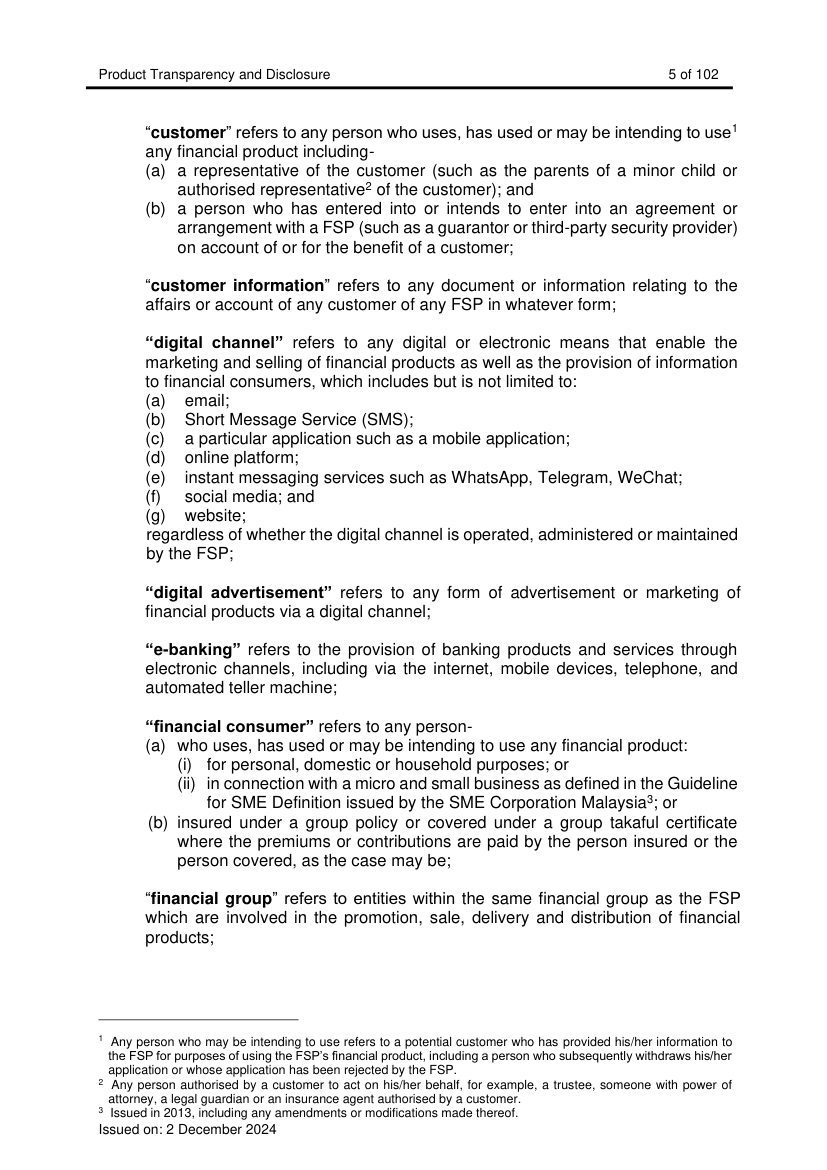 Product Transparency and Disclosure 5 of 102
“customer” refers to any person who uses, has used or may be intending to use1
any financial product including-
(a) a representative of the customer (such as the parents of a minor child or
authorised representative2 of the customer); and
(b) a person who has entered into or intends to enter into an agreement or
arrangement with a FSP (such as a guarantor or third-party security provider)
on account of or for the benefit of a customer;
“customer information” refers to any document or information relating to the
affairs or account of any customer of any FSP in whatever form;
“digital channel” refers to any digital or electronic means that enable the
marketing and selling of financial products as well as the provision of information
to financial consumers, which includes but is not limited to:
(a) email;
(b) Short Message Service (SMS);
(c) a particular application such as a mobile application;
(d) online platform;
(e) instant messaging services such as WhatsApp, Telegram, WeChat;
(f) social media; and
(g) website;
regardless of whether the digital channel is operated, administered or maintained
by the FSP;
“digital advertisement” refers to any form of advertisement or marketing of
financial products via a digital channel;
“e-banking” refers to the provision of banking products and services through
electronic channels, including via the internet, mobile devices, telephone, and
automated teller machine;
“financial consumer” refers to any person-
(a) who uses, has used or may be intending to use any financial product:
(i) for personal, domestic or household purposes; or
(ii) in connection with a micro and small business as defined in the Guideline
for SME Definition issued by the SME Corporation Malaysia3; or
(b) insured under a group policy or covered under a group takaful certificate
where the premiums or contributions are paid by the person insured or the
person covered, as the case may be;
“financial group” refers to entities within the same financial group as the FSP
which are involved in the promotion, sale, delivery and distribution of financial
products;
1 Any person who may be intending to use refers to a potential customer who has provided his/her information to
the FSP for purposes of using the FSP’s financial product, including a person who subsequently withdraws his/her
application or whose application has been rejected by the FSP.
2 Any person authorised by a customer to act on his/her behalf, for example, a trustee, someone with power of
attorney, a legal guardian or an insurance agent authorised by a customer.
3 Issued in 2013, including any amendments or modifications made thereof.
Issued on: 2 December 2024